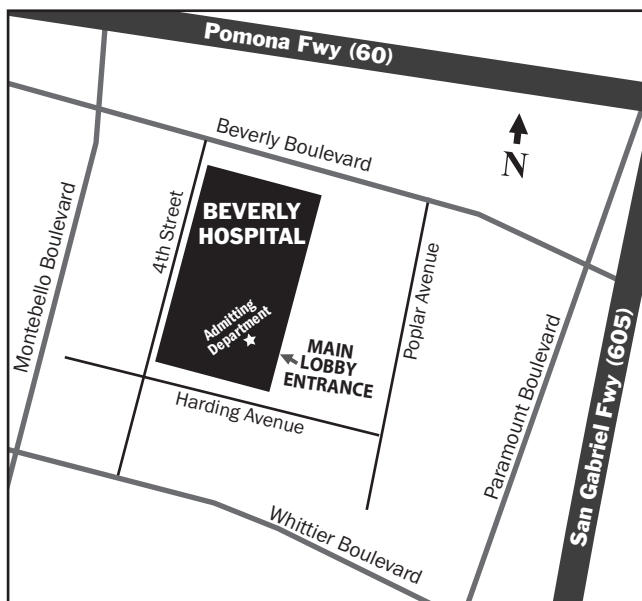 Pomona Fwy (60)
Beverly Boulevard
N
Montebello Boulevard
4th Street
BEVERLY
HOSPITAL
Admitting
Department
MAIN
LOBBY
ENTRANCE
Poplar Avenue
Harding Avenue
Paramount Boulevard
San Gabriel Fwy (605)
Whittier Boulevard